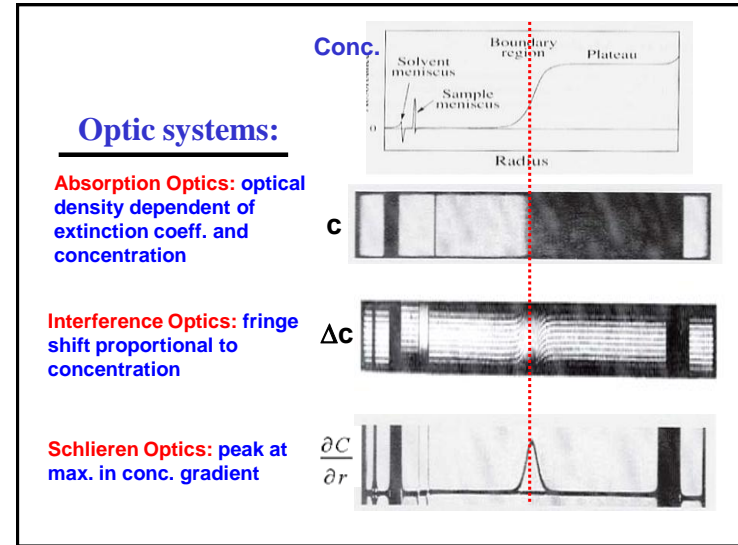 Conc.
Boundary
region
Plateau
Solvent
meniscus
Sample
meniscus
0
Radius
Optic systems:
Absorption Optics: optical
density dependent of
extinction coeff. and
concentration
c
Interference Optics: fringe
shift proportional to
concentration
Δc
Schlieren Optics: peak at
max. in conc. gradient
∂C
∂r